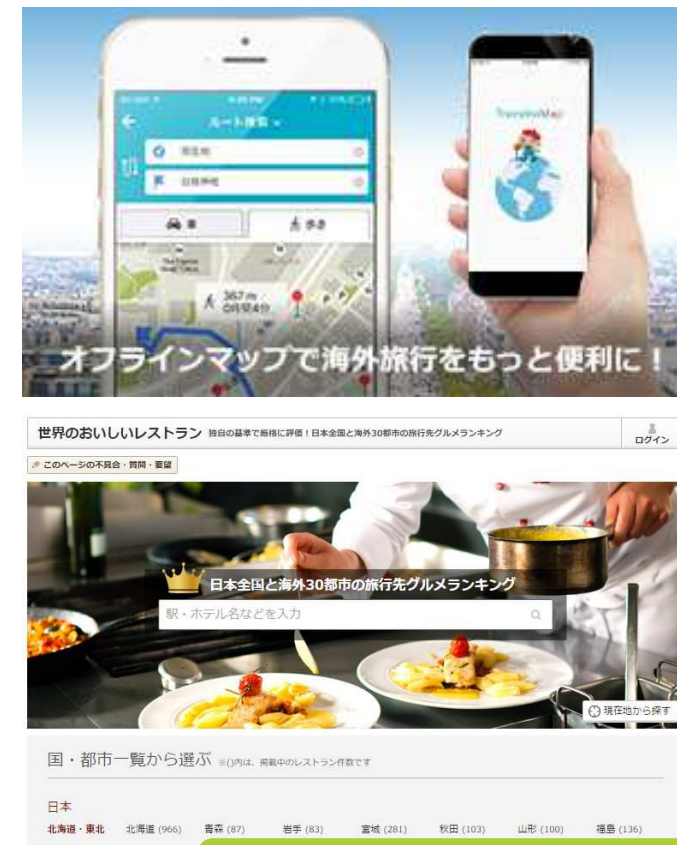 ルート検索
現在地
車
歩き
367 m
TravelersMap
オフラインマップで海外旅行をもっと便利に！
世界のおいしいレストラン 独自の基準で厳格に評価！日本全国と海外30都市の旅行先グルメランキング
ログイン
このページの不具合・質問・要望
日本全国と海外30都市の旅行先グルメランキング
駅・ホテル名などを入力
現在地から探す
国・都市一覧から選ぶ ※()内は、掲載中のレストラン件数です
日本
北海道・東北 北海道 (966) 青森 (87) 岩手 (83) 宮城 (281) 秋田 (103) 山形 (100) 福島 (136)